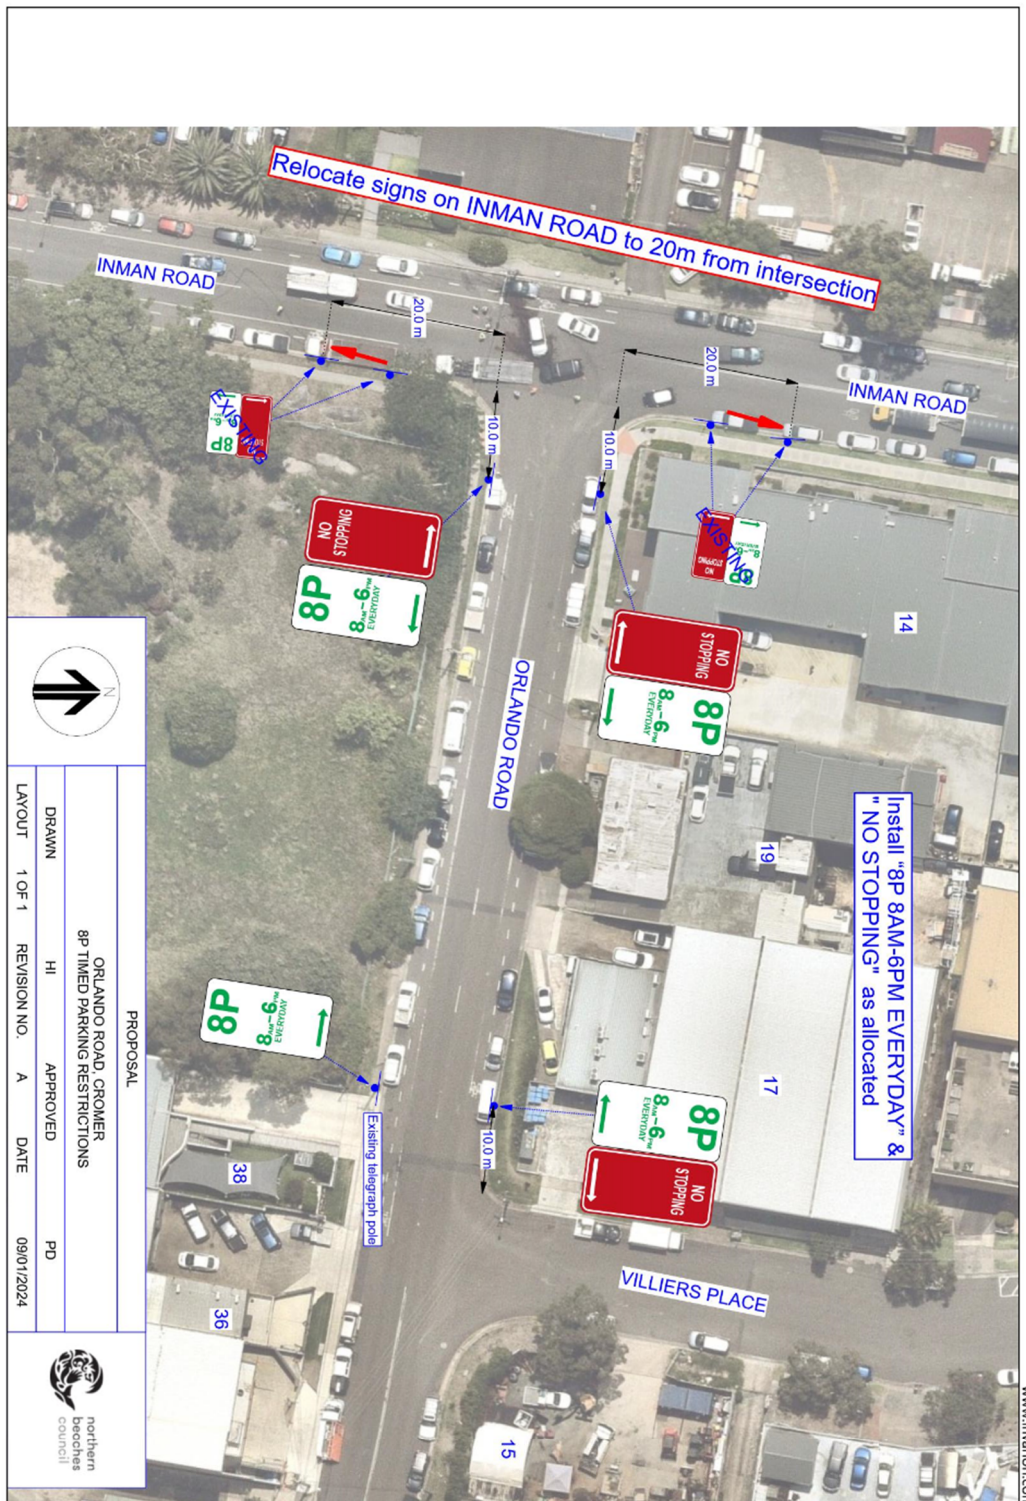 Relocate signs on INMAN ROAD to 20m from intersection
INMAN ROAD
20.0 m
20.0 m
INMAN ROAD
10.0 m
10.0 m
EXISTING
8P
EXISTING
NO
STOPPING
NO
STOPPING
8P
8AM-6PM
EVERYDAY
NO
STOPPING
8P
8AM-6PM
EVERYDAY
14
ORLANDO ROAD
19
Install "8P 8AM-6PM EVERYDAY" &
" NO STOPPING" as allocated
17
8P
8AM-6PM
EVERYDAY
8P
8AM-6PM
EVERYDAY
NO
STOPPING
10.0 m
Existing telegraph pole
38
36
VILLIERS PLACE
15
N
PROPOSAL
ORLANDO ROAD, CROMER
8P TIMED PARKING RESTRICTIONS
DRAWN HI APPROVED PD
LAYOUT 1 OF 1 REVISION NO. A DATE 09/01/2024
northern
beaches
council